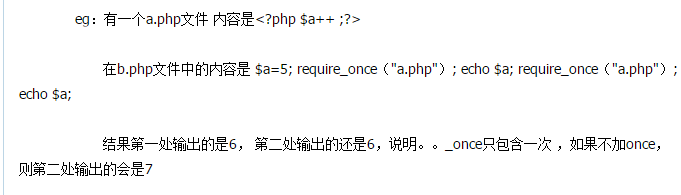 eg：有一个a.php文件 内容是<?php $a++ ;?>
在b.php文件中的内容是 $a=5; require_once（"a.php"）; echo $a; require_once（"a.php"）;
echo $a;
结果第一处输出的是6， 第二处输出的还是6，说明。。_once只包含一次 ，如果不加once，
则第二处输出的会是7